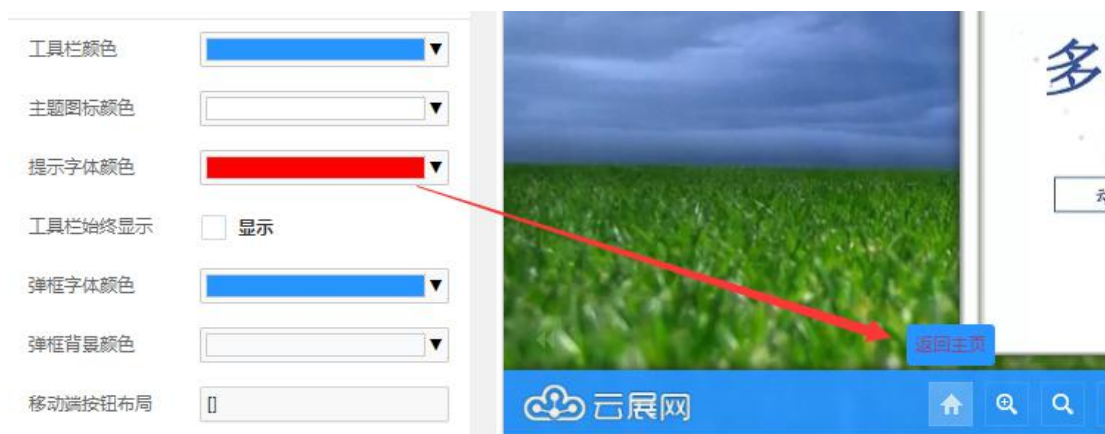 工具栏颜色
主题图标颜色
提示字体颜色
工具栏始终显示
显示
弹框字体颜色
弹框背景颜色
移动端按钮布局
[]
多
返回主页
云展网